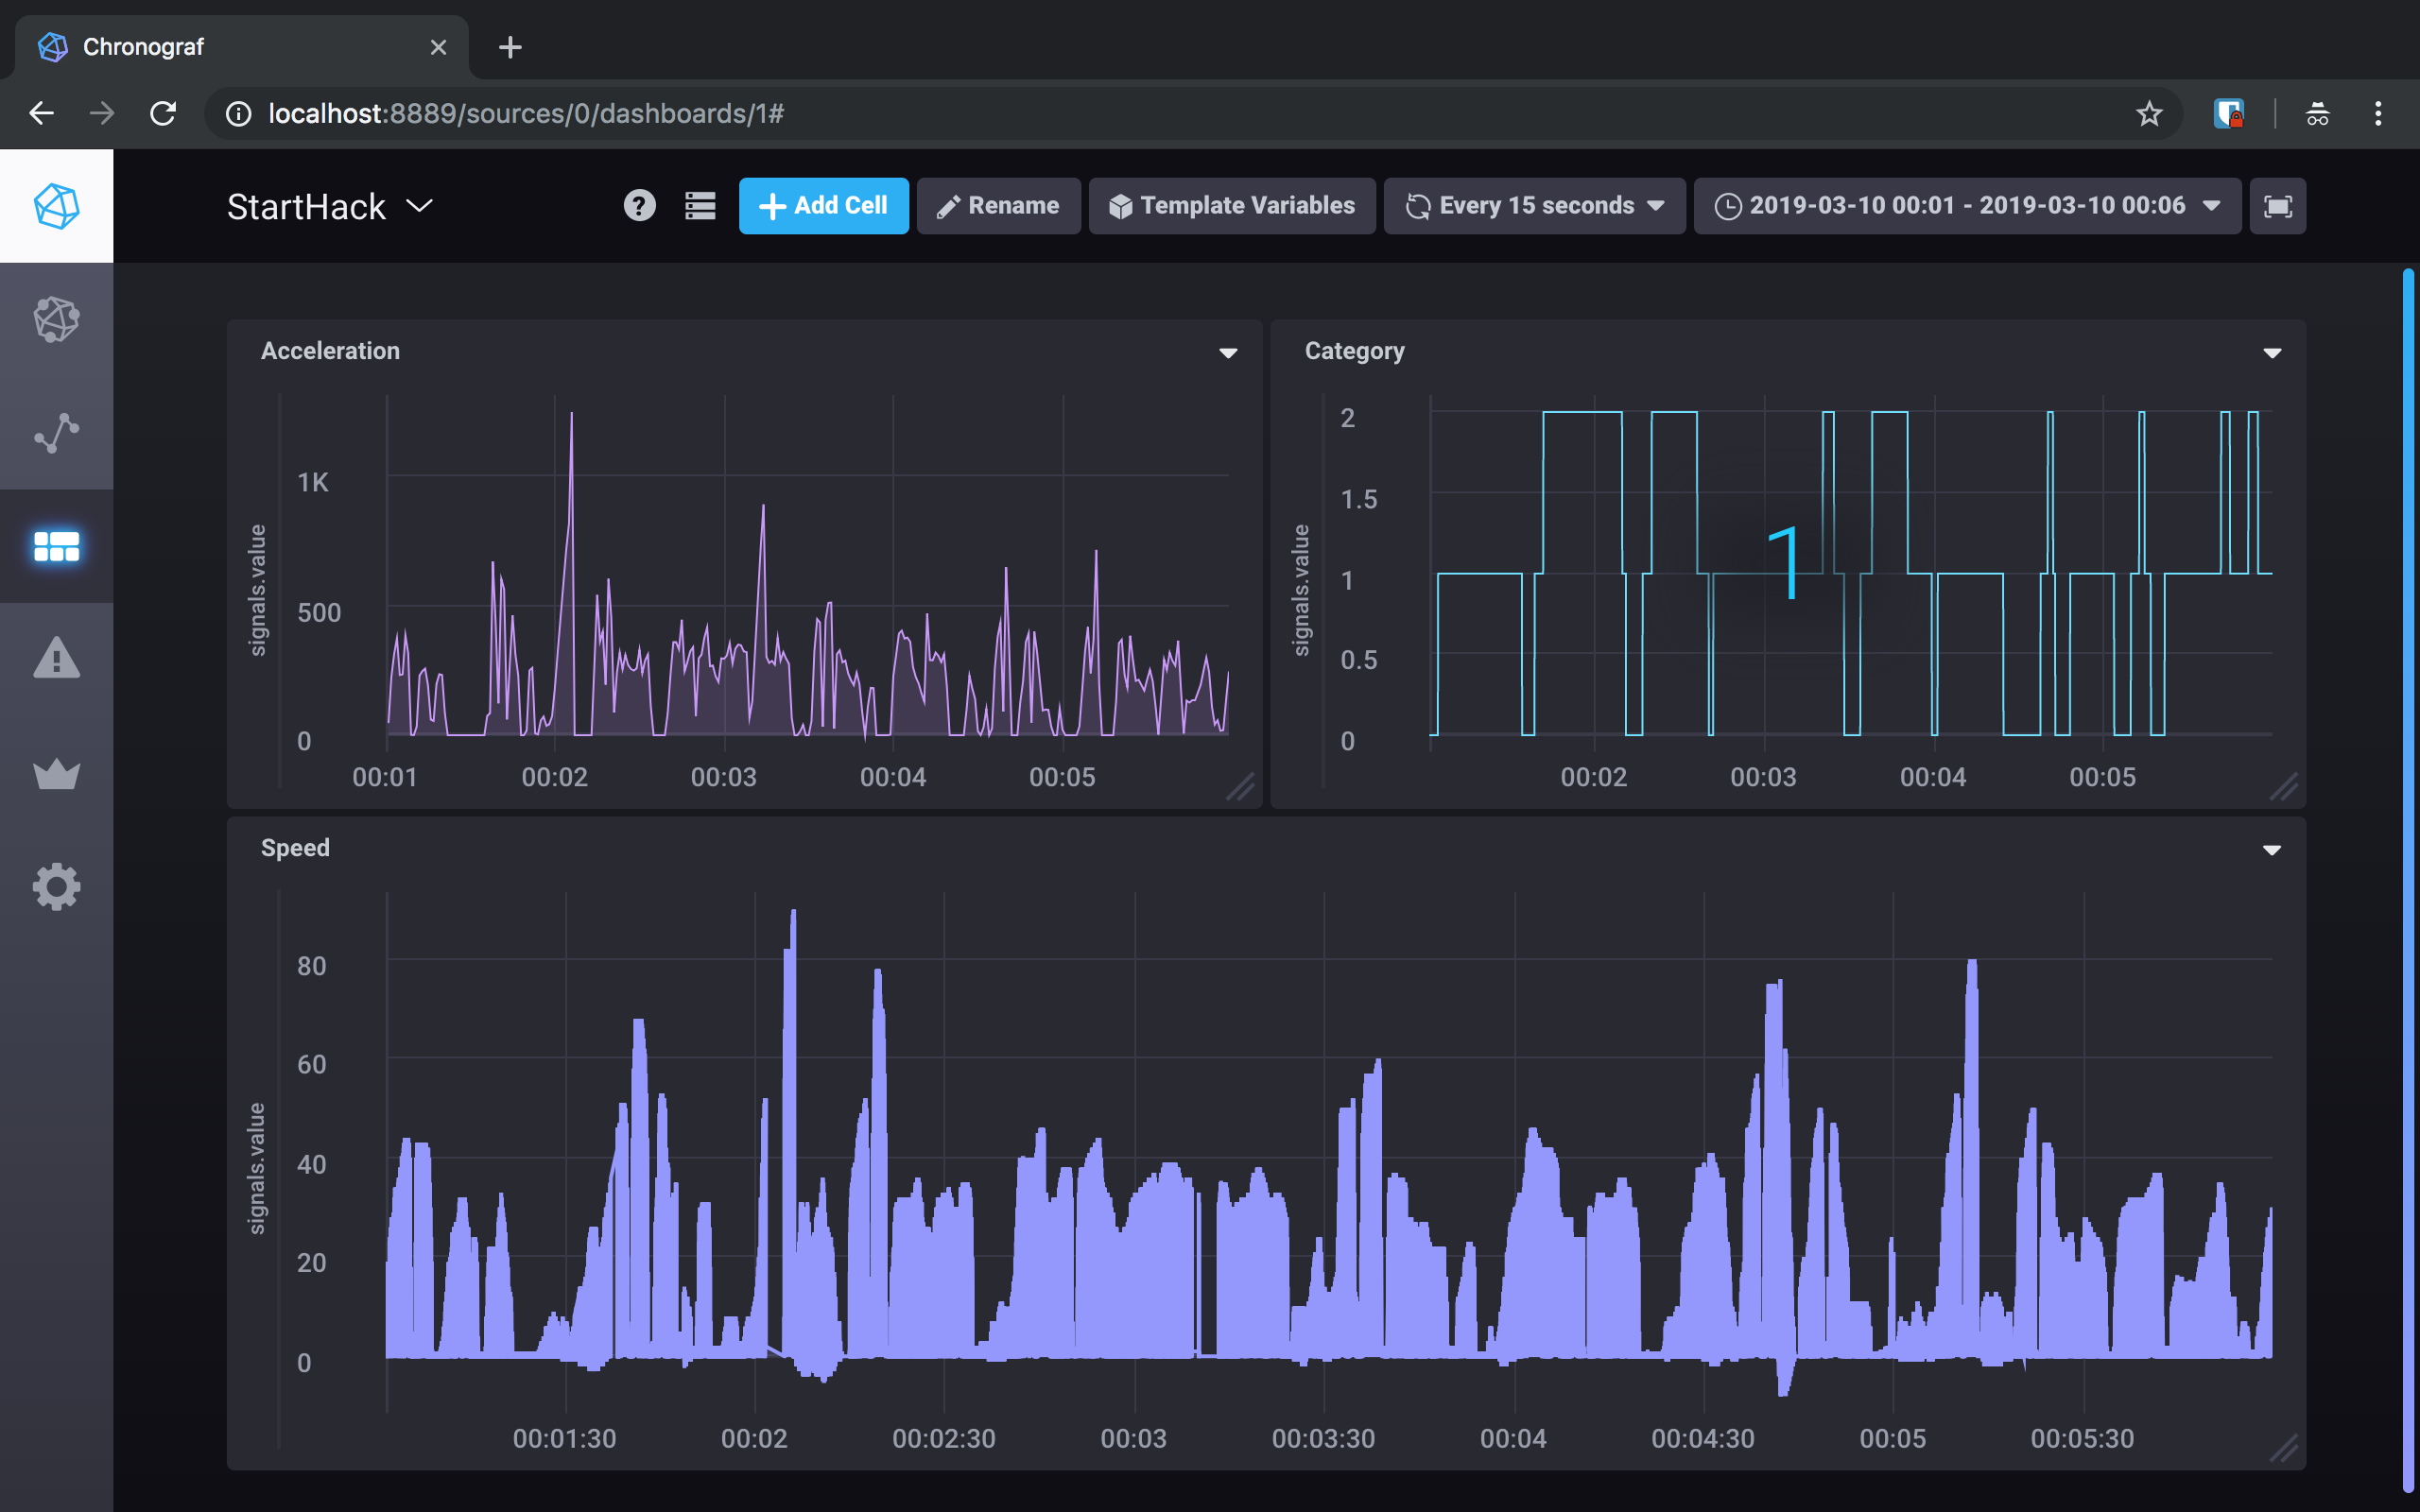 Chronograf
localhost:8889/sources/0/dashboards/1#
StartHack
? Add Cell Rename Template Variables Every 15 seconds 2019-03-10 00:01 - 2019-03-10 00:06
Acceleration
signals.value
1K
500
0
00:01 00:02 00:03 00:04 00:05
Category
signals.value
2
1.5
1
0.5
0
1
00:02 00:03 00:04 00:05
Speed
signals.value
80
60
40
20
0
00:01:30 00:02 00:02:30 00:03 00:03:30 00:04 00:04:30 00:05 00:05:30